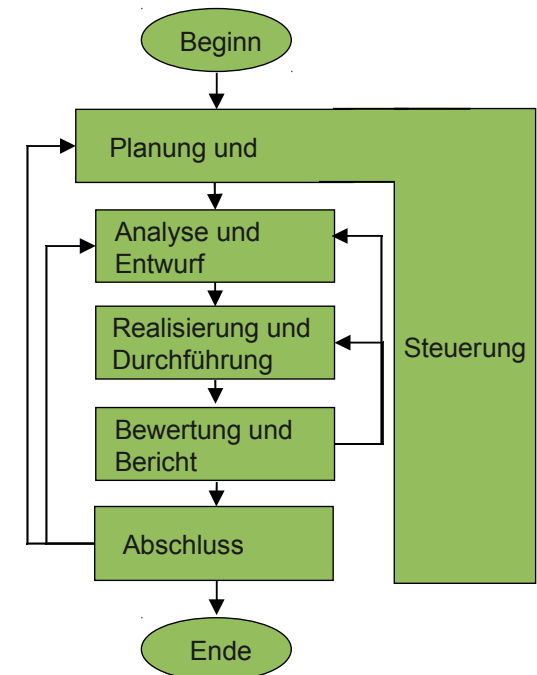 Beginn
Planung und
Steuerung
Analyse und
Entwurf
Realisierung und
Durchführung
Bewertung und
Bericht
Abschluss
Ende